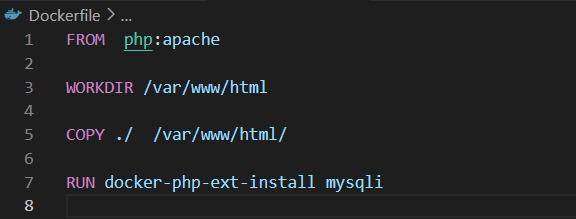 Dockerfile > ...
1 FROM  php:apache
2
3 WORKDIR /var/www/html
4
5 COPY ./  /var/www/html/
6
7 RUN docker-php-ext-install mysqli
8